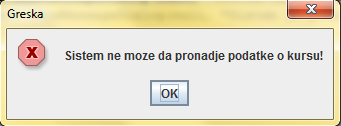 Greska
Sistem ne moze da pronadje podatke o kursu!
OK